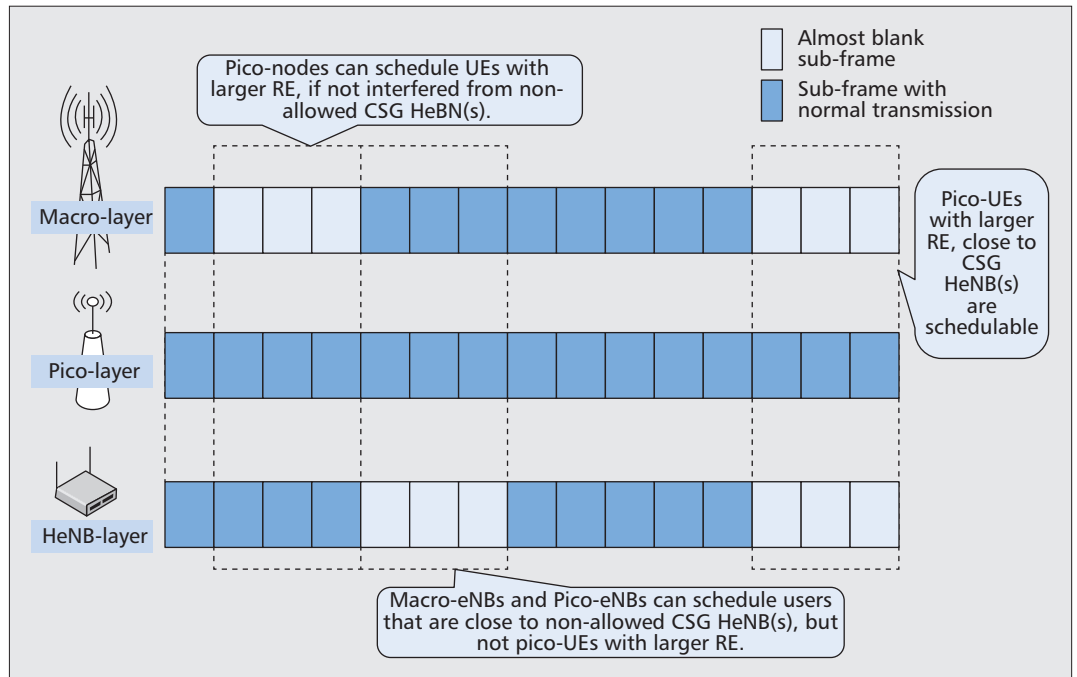 Almost blank
sub-frame
Sub-frame with
normal transmission
Pico-nodes can schedule UEs with
larger RE, if not interfered from non-
allowed CSG HeBN(s).
Macro-layer
Pico-UEs
with larger
RE, close to
CSG
HeNB(s)
are
schedulable
Pico-layer
HeNB-layer
Macro-eNBs and Pico-eNBs can schedule users
that are close to non-allowed CSG HeNB(s), but
not pico-UEs with larger RE.